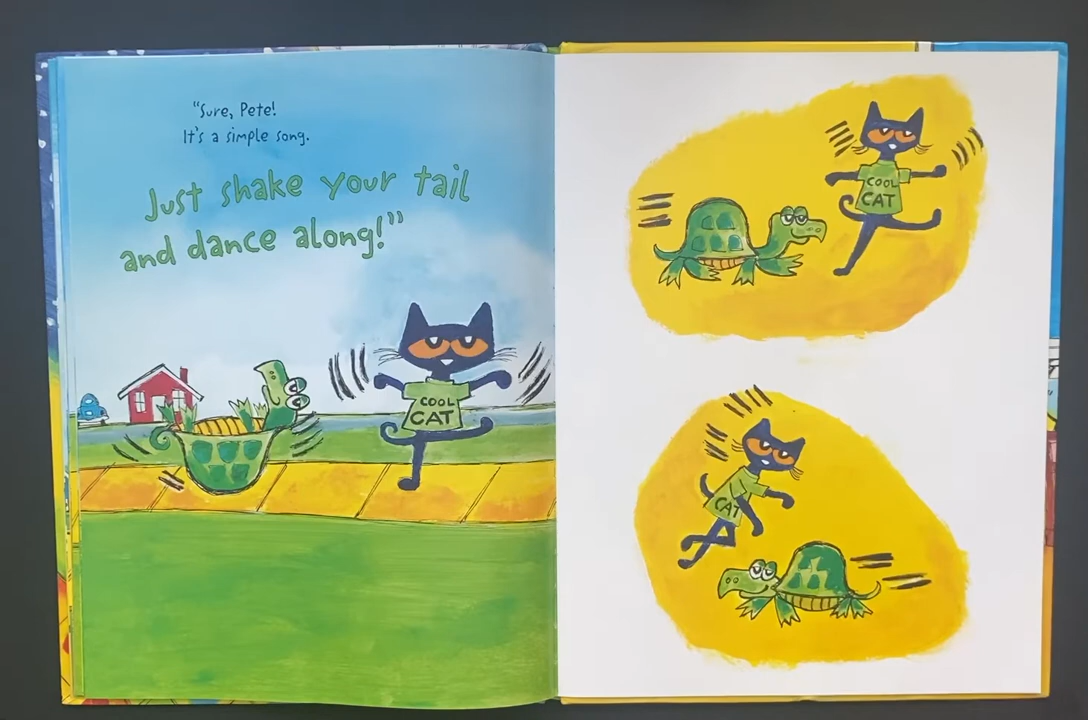 "Sure, Pete!
It's a simple song.
Just shake your tail
and dance along!"
COOL
CAT
COOL
CAT
CAT